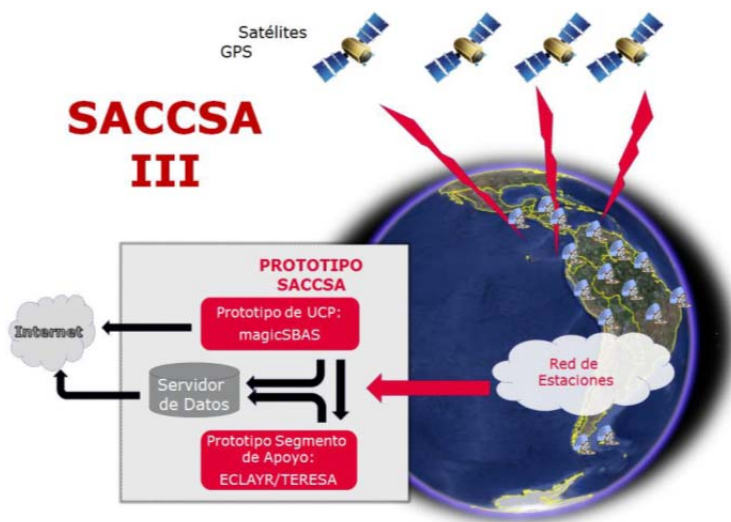 Satélites
GPS
SACCSA
III
PROTOTIPO
SACCSA
Prototipo de UCP:
magicSBAS
Internet
Servidor
de Datos
Red de
Estaciones
Prototipo Segmento
de Apoyo:
ECLAYR/TERESA